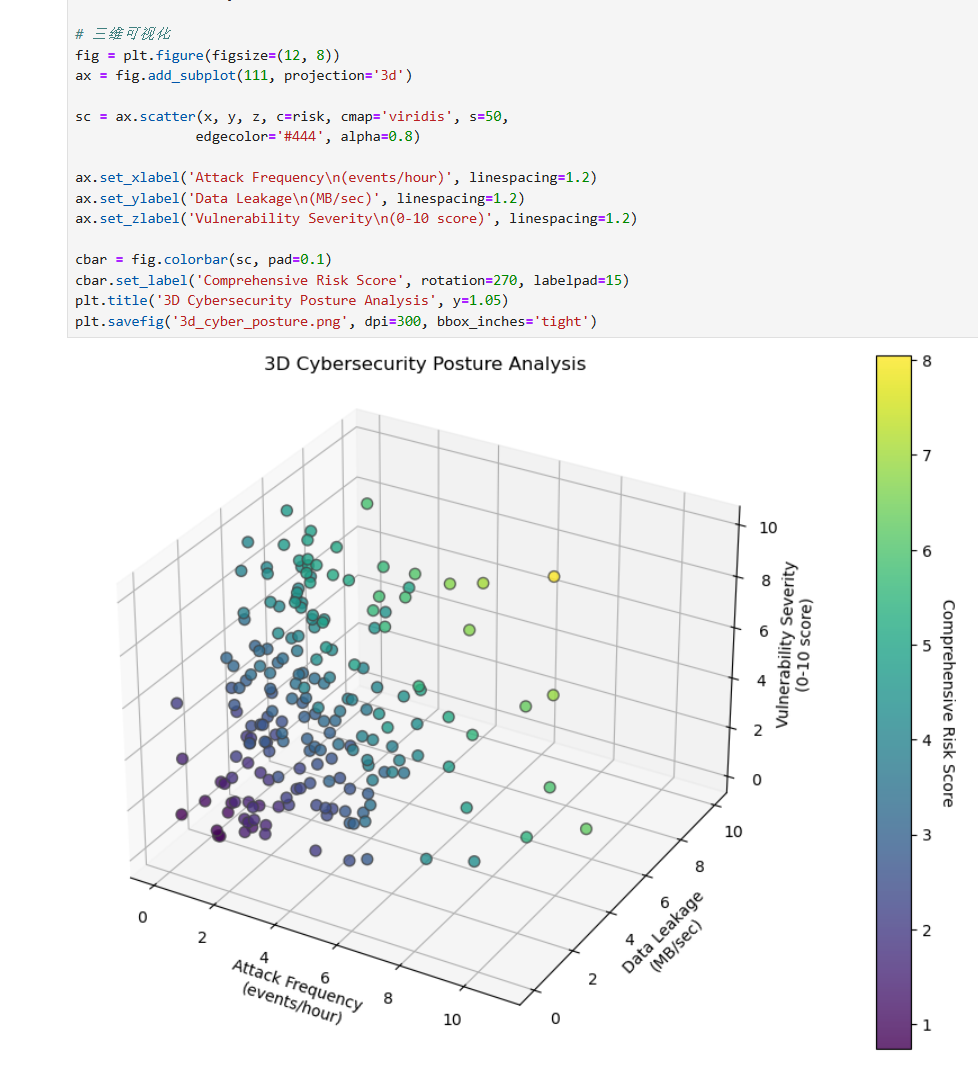 # 三维可视化
fig = plt.figure(figsize=(12, 8))
ax = fig.add_subplot(111, projection='3d')
sc = ax.scatter(x, y, z, c=risk, cmap='viridis', s=50,
edgecolor='#444', alpha=0.8)
ax.set_xlabel('Attack Frequency\n(events/hour)', linespacing=1.2)
ax.set_ylabel('Data Leakage\n(MB/sec)', linespacing=1.2)
ax.set_zlabel('Vulnerability Severity\n(0-10 score)', linespacing=1.2)
cbar = fig.colorbar(sc, pad=0.1)
cbar.set_label('Comprehensive Risk Score', rotation=270, labelpad=15)
plt.title('3D Cybersecurity Posture Analysis', y=1.05)
plt.savefig('3d_cyber_posture.png', dpi=300, bbox_inches='tight')
3D Cybersecurity Posture Analysis
0
2
4
6
8
10
Attack Frequency
(events/hour)
0
2
4
6
8
10
Data Leakage
(MB/sec)
10
8
6
4
2
0
Vulnerability Severity
(0-10 score)
8
7
6
5
4
3
2
1
Comprehensive Risk Score